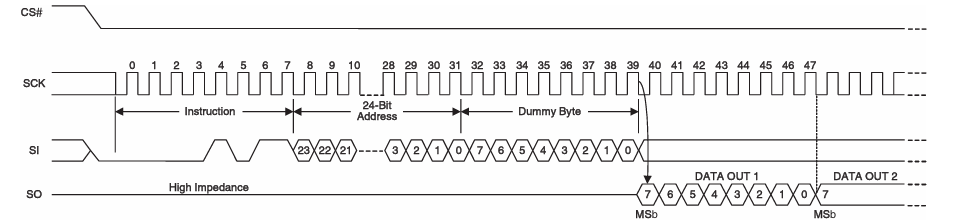 CS#
0 1 2 3 4 5 6 7 8 9 10 28 29 30 31 32 33 34 35 36 37 38 39 40 41 42 43 44 45 46 47
SCK
Instruction
24-Bit
Address
Dummy Byte
SI
23 22 21 3 2 1 0 7 6 5 4 3 2 1 0
DATA OUT 1
DATA OUT 2
High Impedance
SO
7 6 5 4 3 2 1 0 7
MSb
MSb